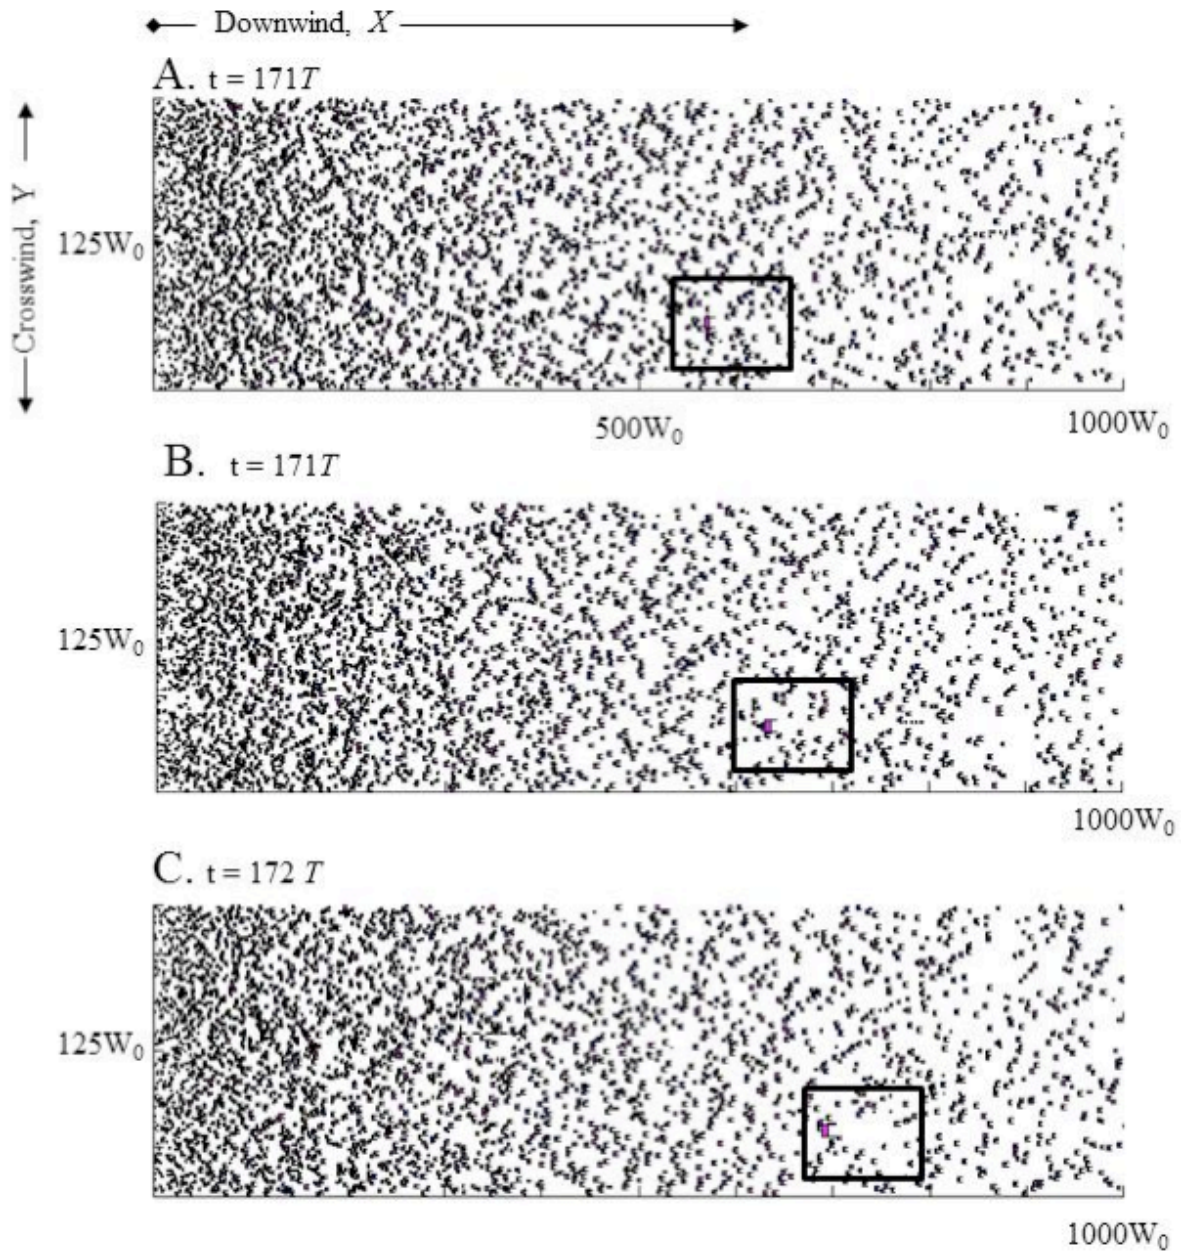 Downwind, X
A. t = 171T
Crosswind, Y
125W₀
500W₀
1000W₀
B. t = 171T
125W₀
1000W₀
C. t = 172 T
125W₀
1000W₀